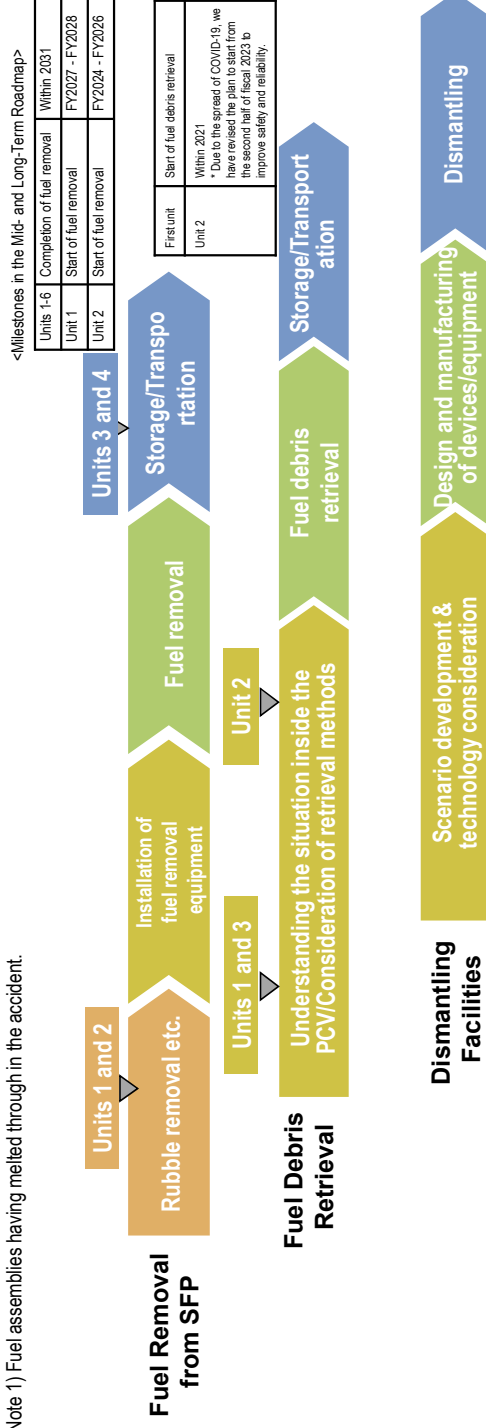 Note 1) Fuel assemblies having melted through in the accident.
<Milestones in the Mid- and Long-Term Roadmap>
Units 1-6 Completion of fuel removal Within 2031
Unit 1 Start of fuel removal FY2027 - FY2028
Unit 2 Start of fuel removal FY2024 - FY2026
Units 1 and 2
Units 3 and 4
Fuel Removal
from SFP
Rubble removal etc.
Installation of
fuel removal
equipment
Fuel removal
Storage/Transpo
rtation
First unit Start of fuel debris retrieval
Unit 2 Within 2021
* Due to the spread of COVID-19, we
have revised the plan to start from
the second half of fiscal 2023 to
improve safety and reliability.
Units 1 and 3
Unit 2
Fuel Debris
Retrieval
Understanding the situation inside the
PCV/Consideration of retrieval methods
Fuel debris
retrieval
Storage/Transport
ation
Dismantling
Facilities
Scenario development &
technology consideration
Design and manufacturing
of devices/equipment
Dismantling